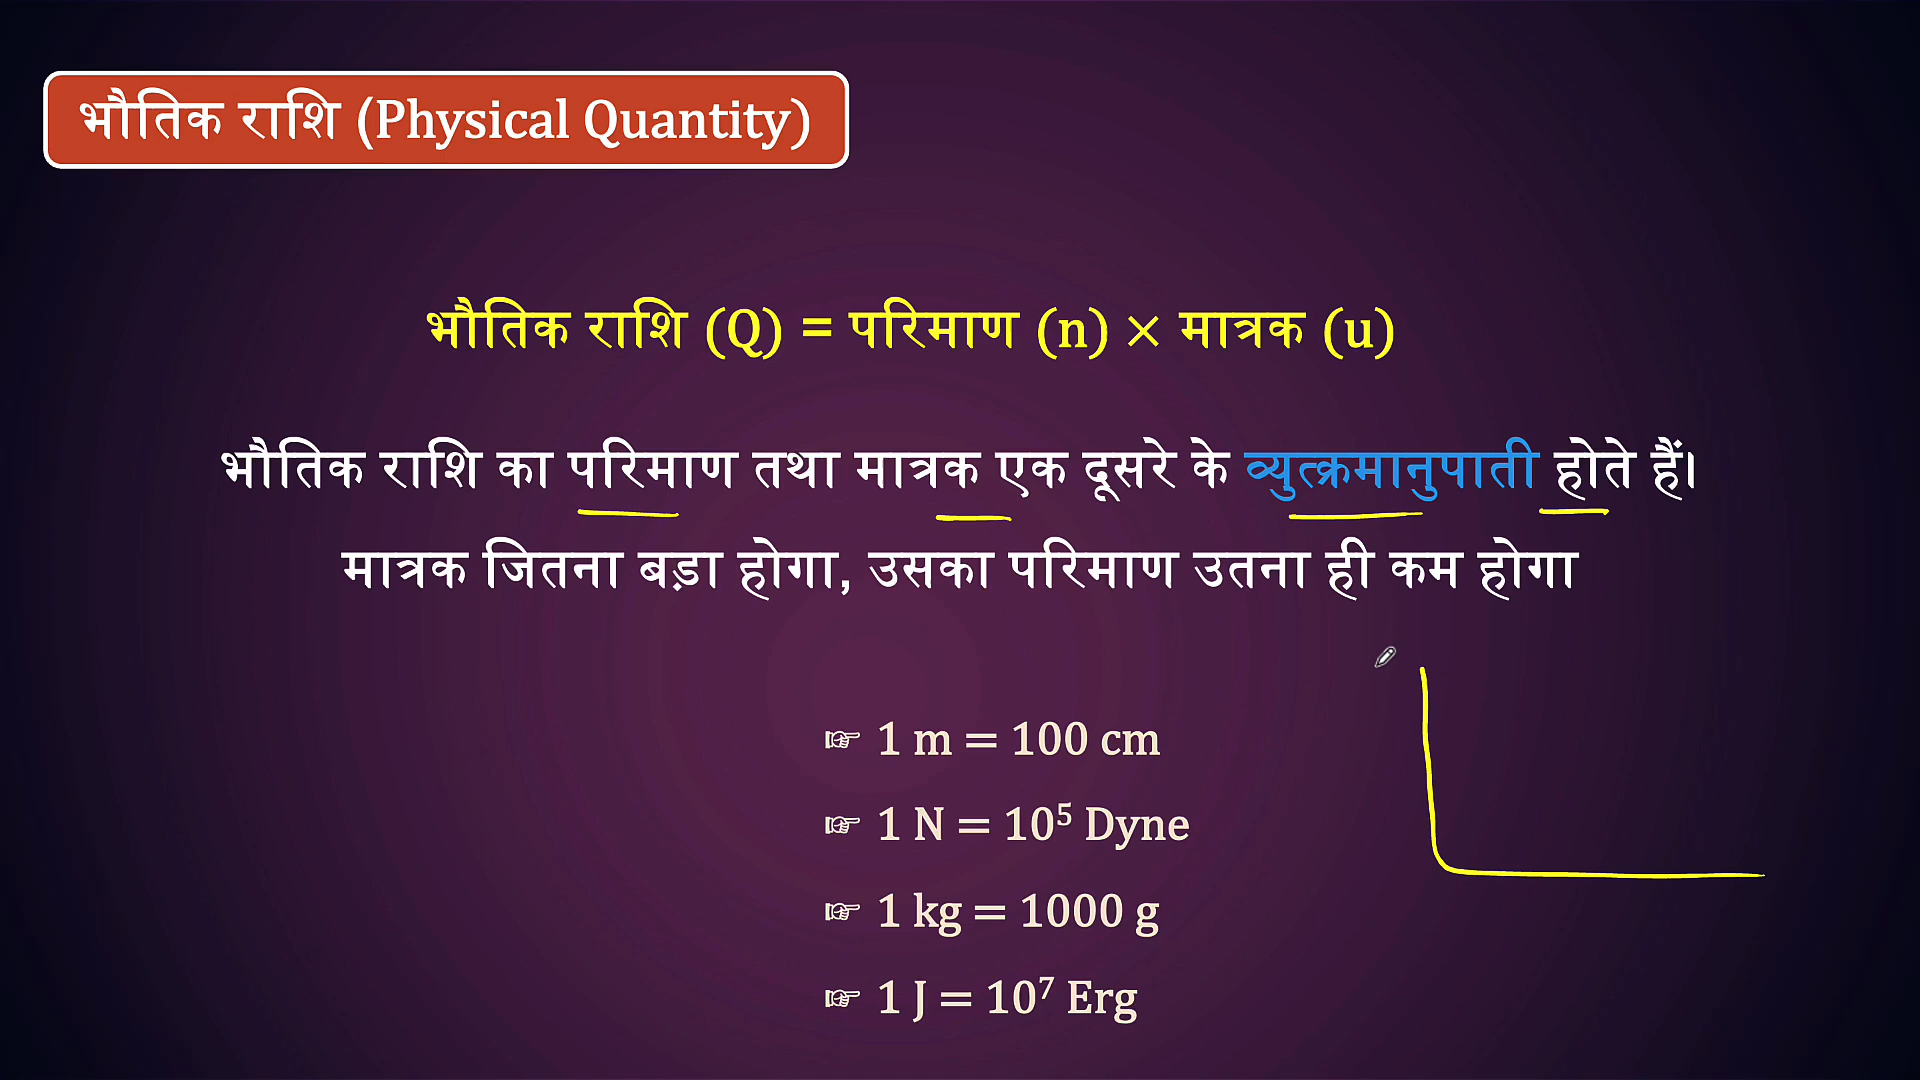 भौतिक राशि (Physical Quantity)
भौतिक राशि (Q) = परिमाण (n) × मात्रक (u)
भौतिक राशि का परिमाण तथा मात्रक एक दूसरे के व्युत्क्रमानुपाती होते हैं।
मात्रक जितना बड़ा होगा, उसका परिमाण उतना ही कम होगा
☞ 1 m = 100 cm
☞ 1 N = 10⁵ Dyne
☞ 1 kg = 1000 g
☞ 1 J = 10⁷ Erg